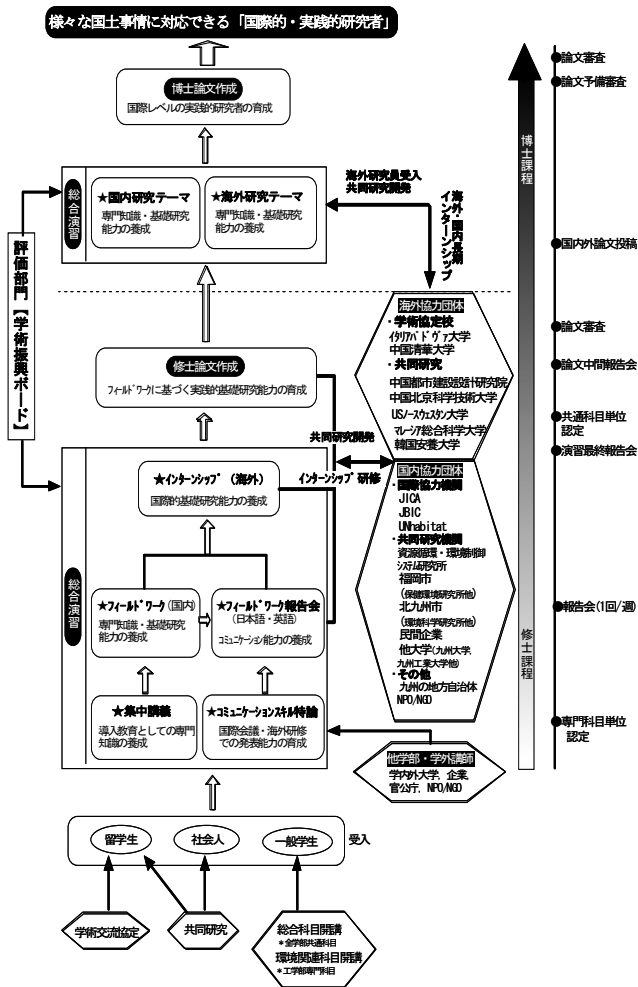 様々な国土事情に対応できる「国際的・実践的研究者」
博士論文作成
国際レベルの実践的研究者の育成
総合演習
★国内研究テーマ
専門知識・基礎研究
能力の養成
★海外研究テーマ
専門知識・基礎研究
能力の養成
海外研究員受入
共同研究開発
海外・国内長期
インターンシップ
評価部門【学術振興ボード】
修士論文作成
フィールドワークに基づく実践的基礎研究能力の育成
共同研究開発
インターンシップ 研修
総合演習
★インターンシップ (海外)
国際的基礎研究能力の養成
★フィールドワーク (国内)
専門知識・基礎研究
能力の養成
★フィールドワーク報告会
(日本語・英語)
コミュニケーション能力の養成
★集中講義
導入教育としての専門
知識の養成
★コミュニケーションスキル特論
国際会議・海外研修
での発表能力の育成
海外協力団体
・学術協定校
イタリアパドヴァ大学
中国清華大学
・共同研究
中国都市建設設計研究院
中国北京科学技術大学
USノースウェスタン大学
マレーシア総合科学大学
韓国安養大学
国内協力団体
・国際協力機関
JICA
JBIC
UNhabitat
・共同研究機関
資源循環・環境制御
システム研究所
福岡市
(保健環境研究所他)
北九州市
(環境科学研究所他)
民間企業
他大学(九州大学,
九州工業大学他)
・その他
九州の地方自治体
NPO/NGO
他学部・学外講師
学内外大学, 企業,
官公庁, NPO/NGO
留学生
社会人
一般学生
受入
学術交流協定
共同研究
総合科目開講
*全学部共通科目
環境関連科目開講
*工学部専門科目
博士課程
修士課程
論文審査
論文予備審査
国内外論文投稿
論文審査
論文中間報告会
共通科目単位
認定
演習最終報告会
報告会(1回/週)
専門科目単位
認定